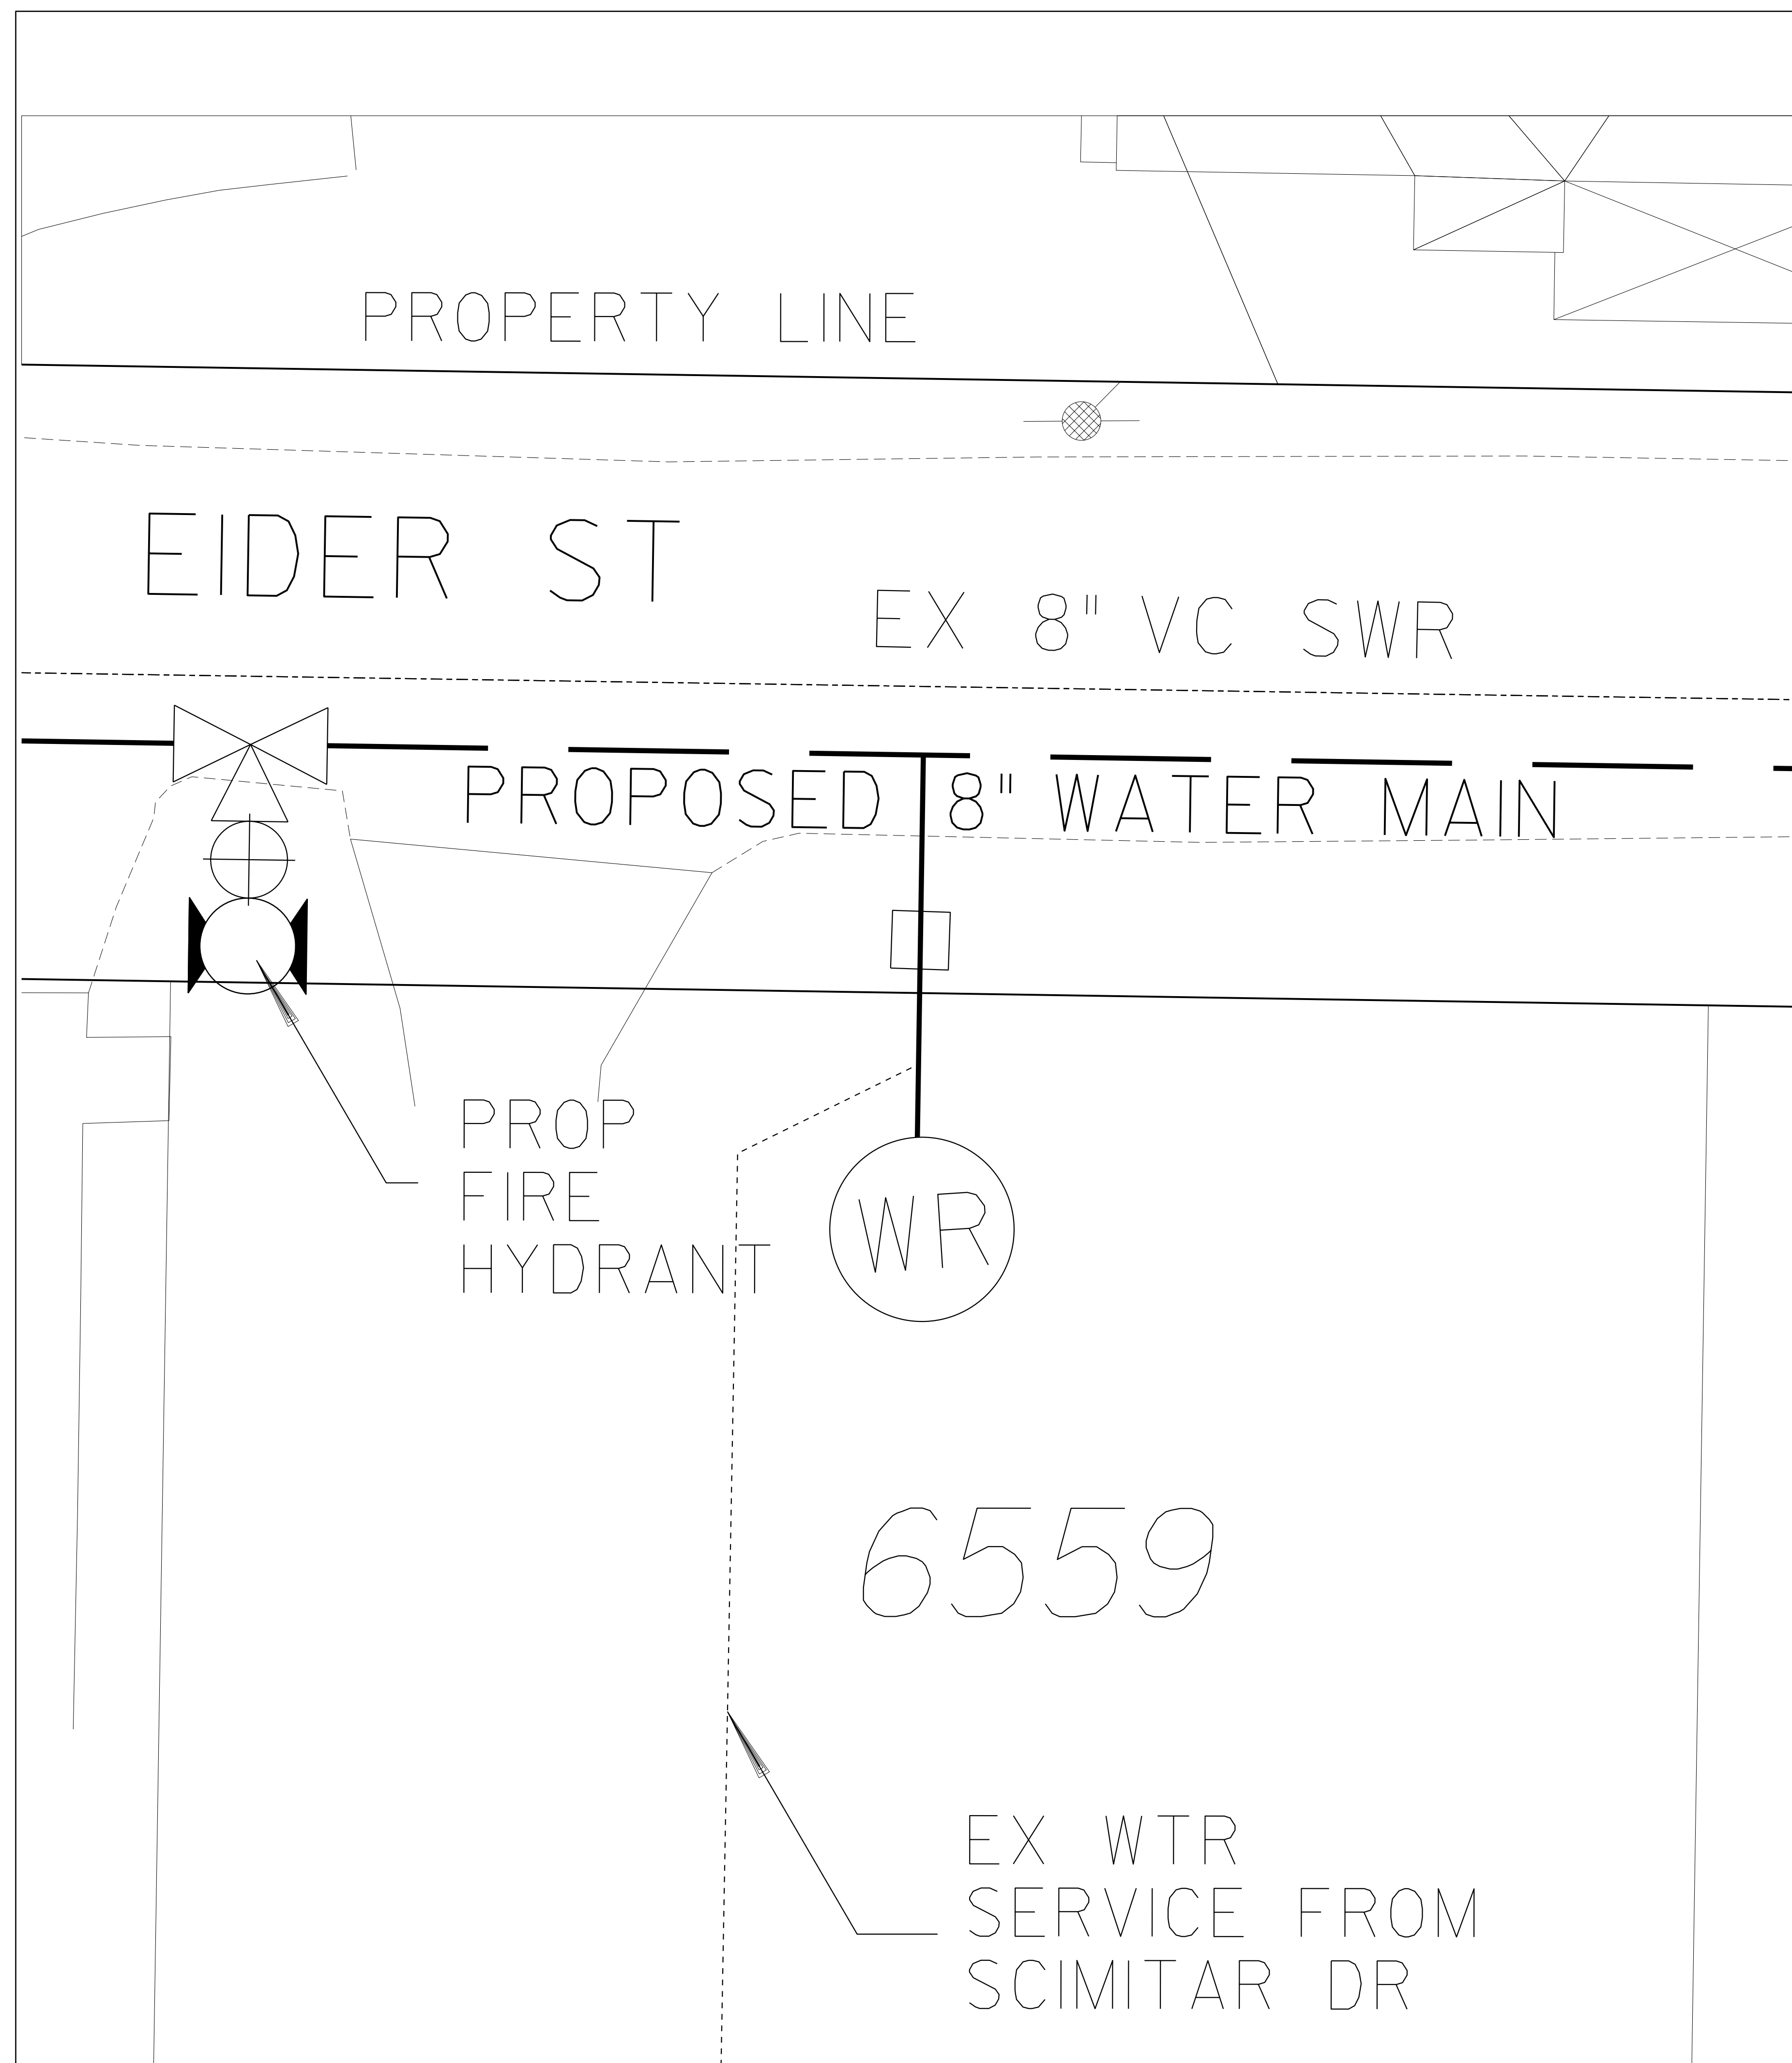 PROPERTY LINE
EIDER ST
EX 8" VC SWR
PROPOSED 8" WATER MAIN
PROP
FIRE
HYDRANT
WR
6559
EX WTR
SERVICE FROM
SCIMITAR DR